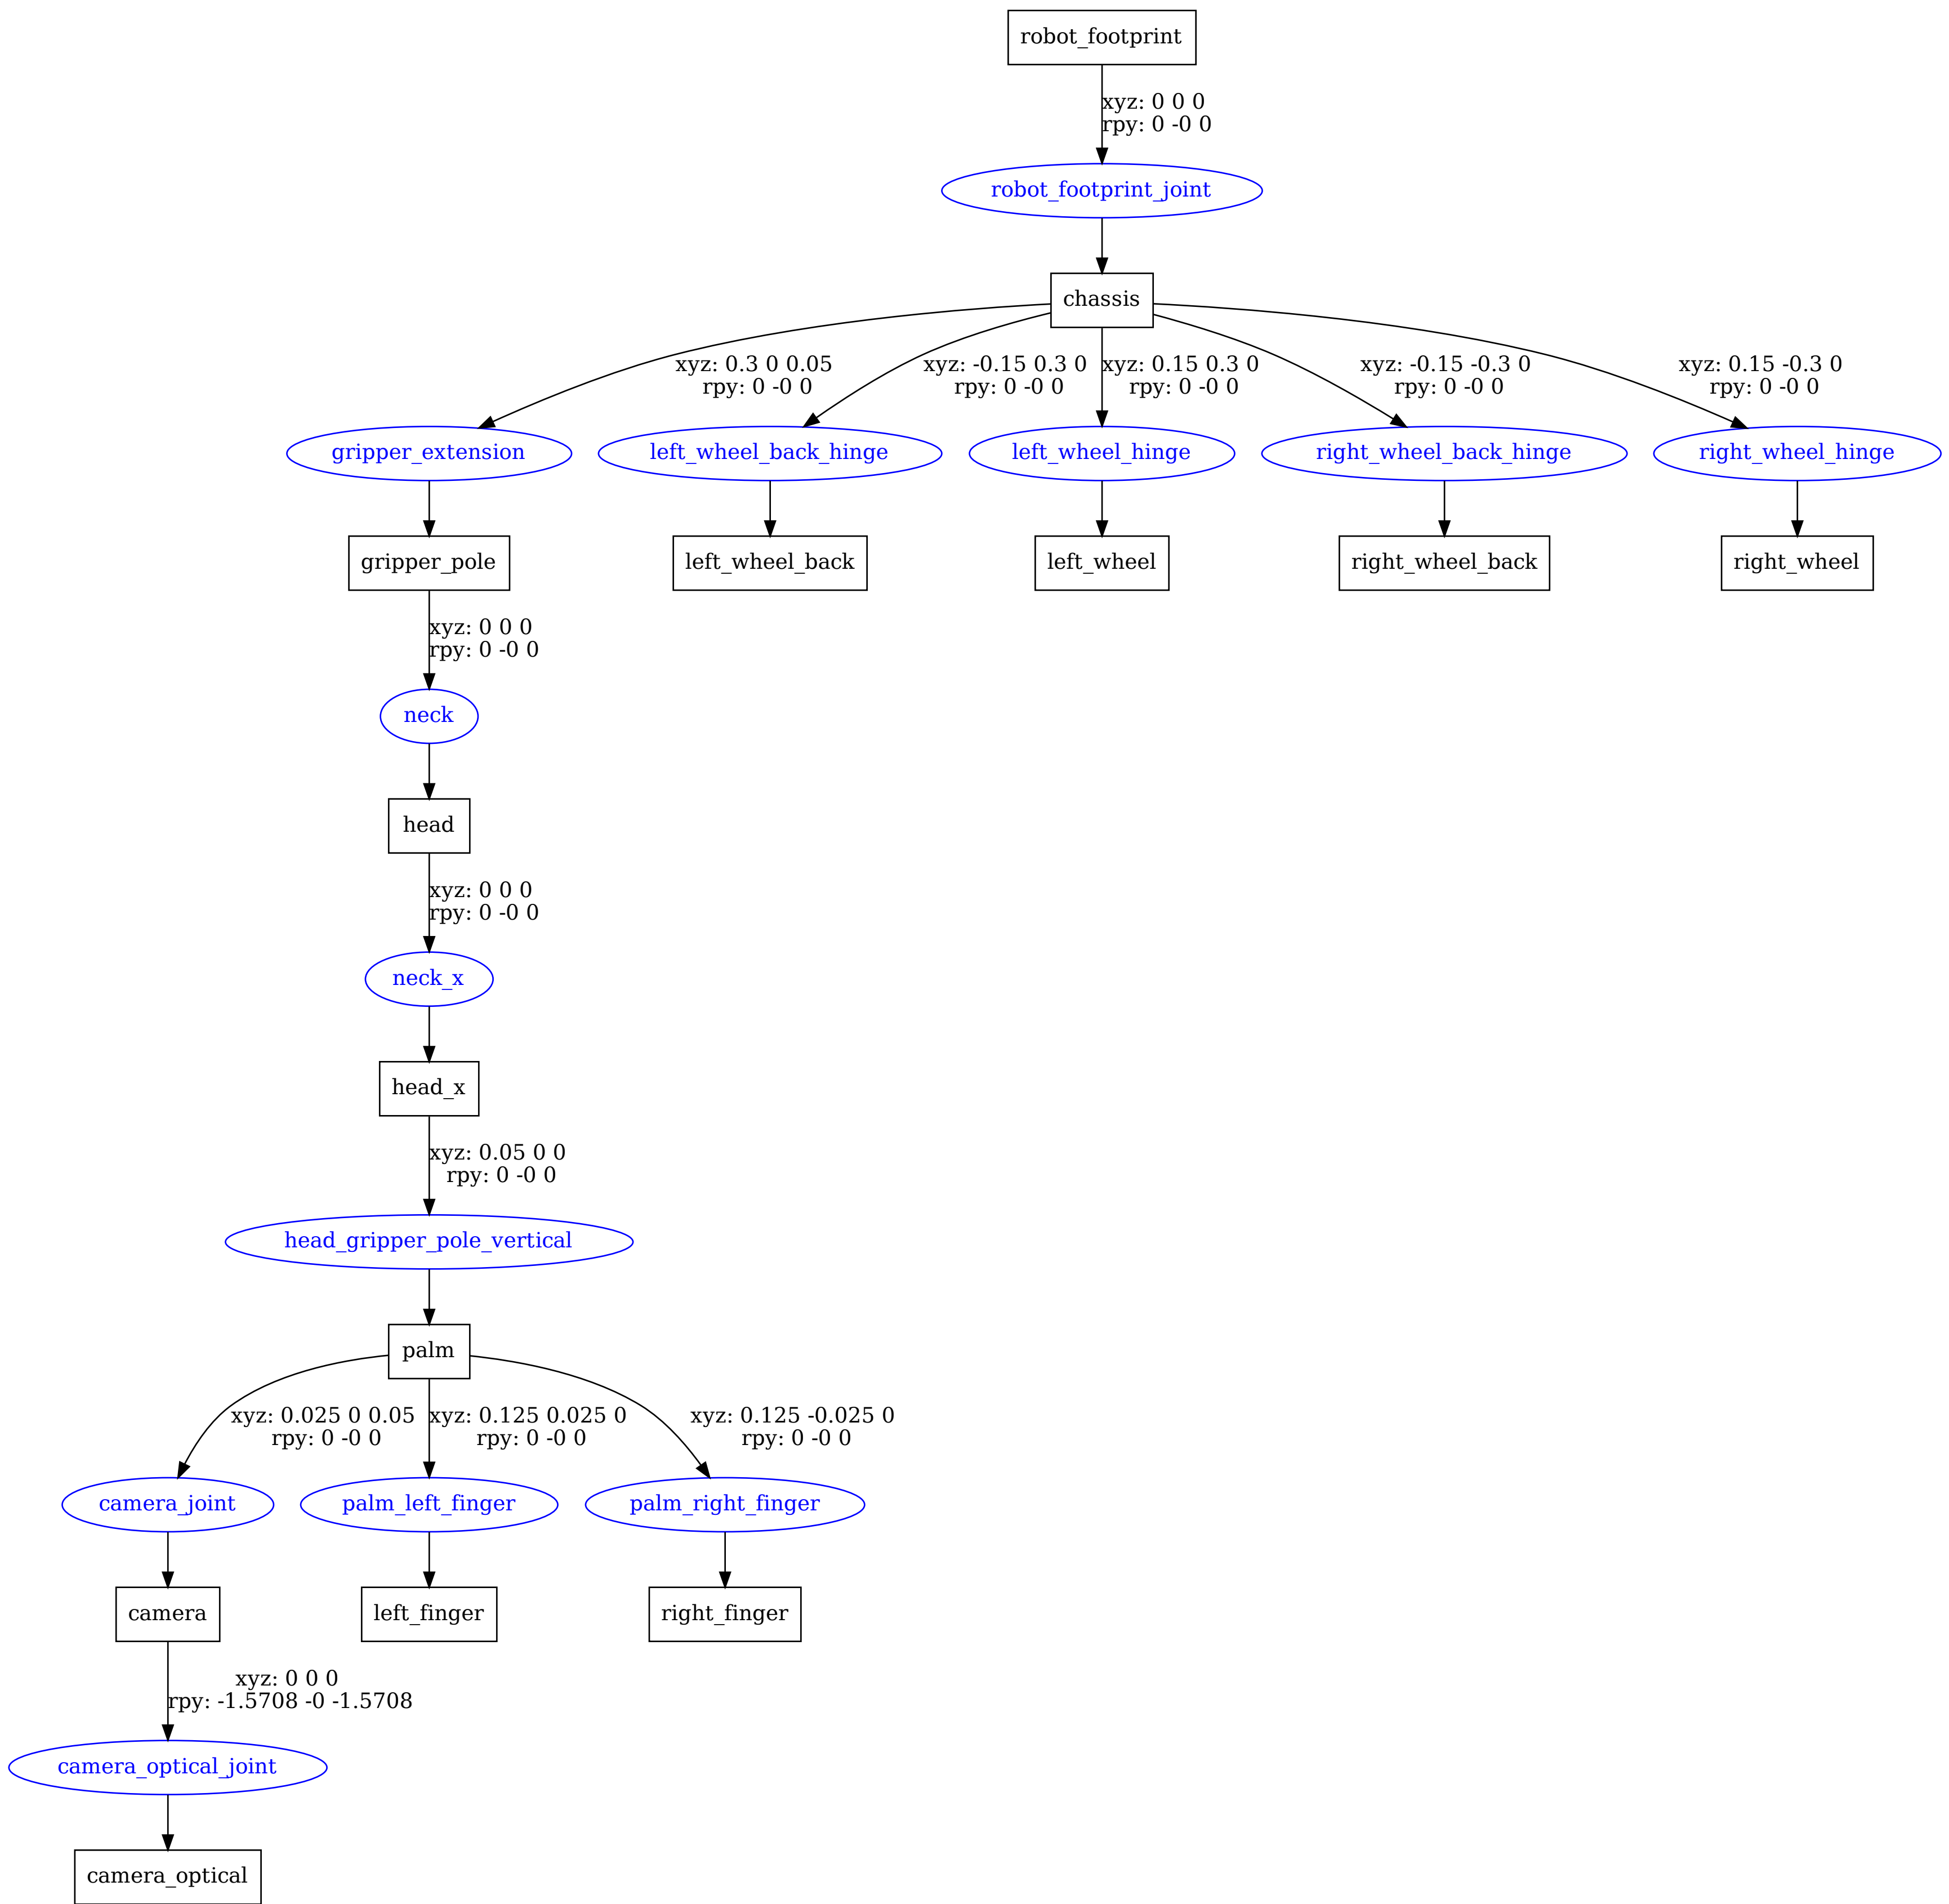 robot_footprint
xyz: 0 0 0
rpy: 0 -0 0
robot_footprint_joint
chassis
xyz: 0.3 0 0.05
rpy: 0 -0 0
xyz: -0.15 0.3 0
rpy: 0 -0 0
xyz: 0.15 0.3 0
rpy: 0 -0 0
xyz: -0.15 -0.3 0
rpy: 0 -0 0
xyz: 0.15 -0.3 0
rpy: 0 -0 0
gripper_extension
left_wheel_back_hinge
left_wheel_hinge
right_wheel_back_hinge
right_wheel_hinge
gripper_pole
left_wheel_back
left_wheel
right_wheel_back
right_wheel
xyz: 0 0 0
rpy: 0 -0 0
neck
head
xyz: 0 0 0
rpy: 0 -0 0
neck_x
head_x
xyz: 0.05 0 0
rpy: 0 -0 0
head_gripper_pole_vertical
palm
xyz: 0.025 0 0.05
rpy: 0 -0 0
xyz: 0.125 0.025 0
rpy: 0 -0 0
xyz: 0.125 -0.025 0
rpy: 0 -0 0
camera_joint
palm_left_finger
palm_right_finger
camera
left_finger
right_finger
xyz: 0 0 0
rpy: -1.5708 -0 -1.5708
camera_optical_joint
camera_optical